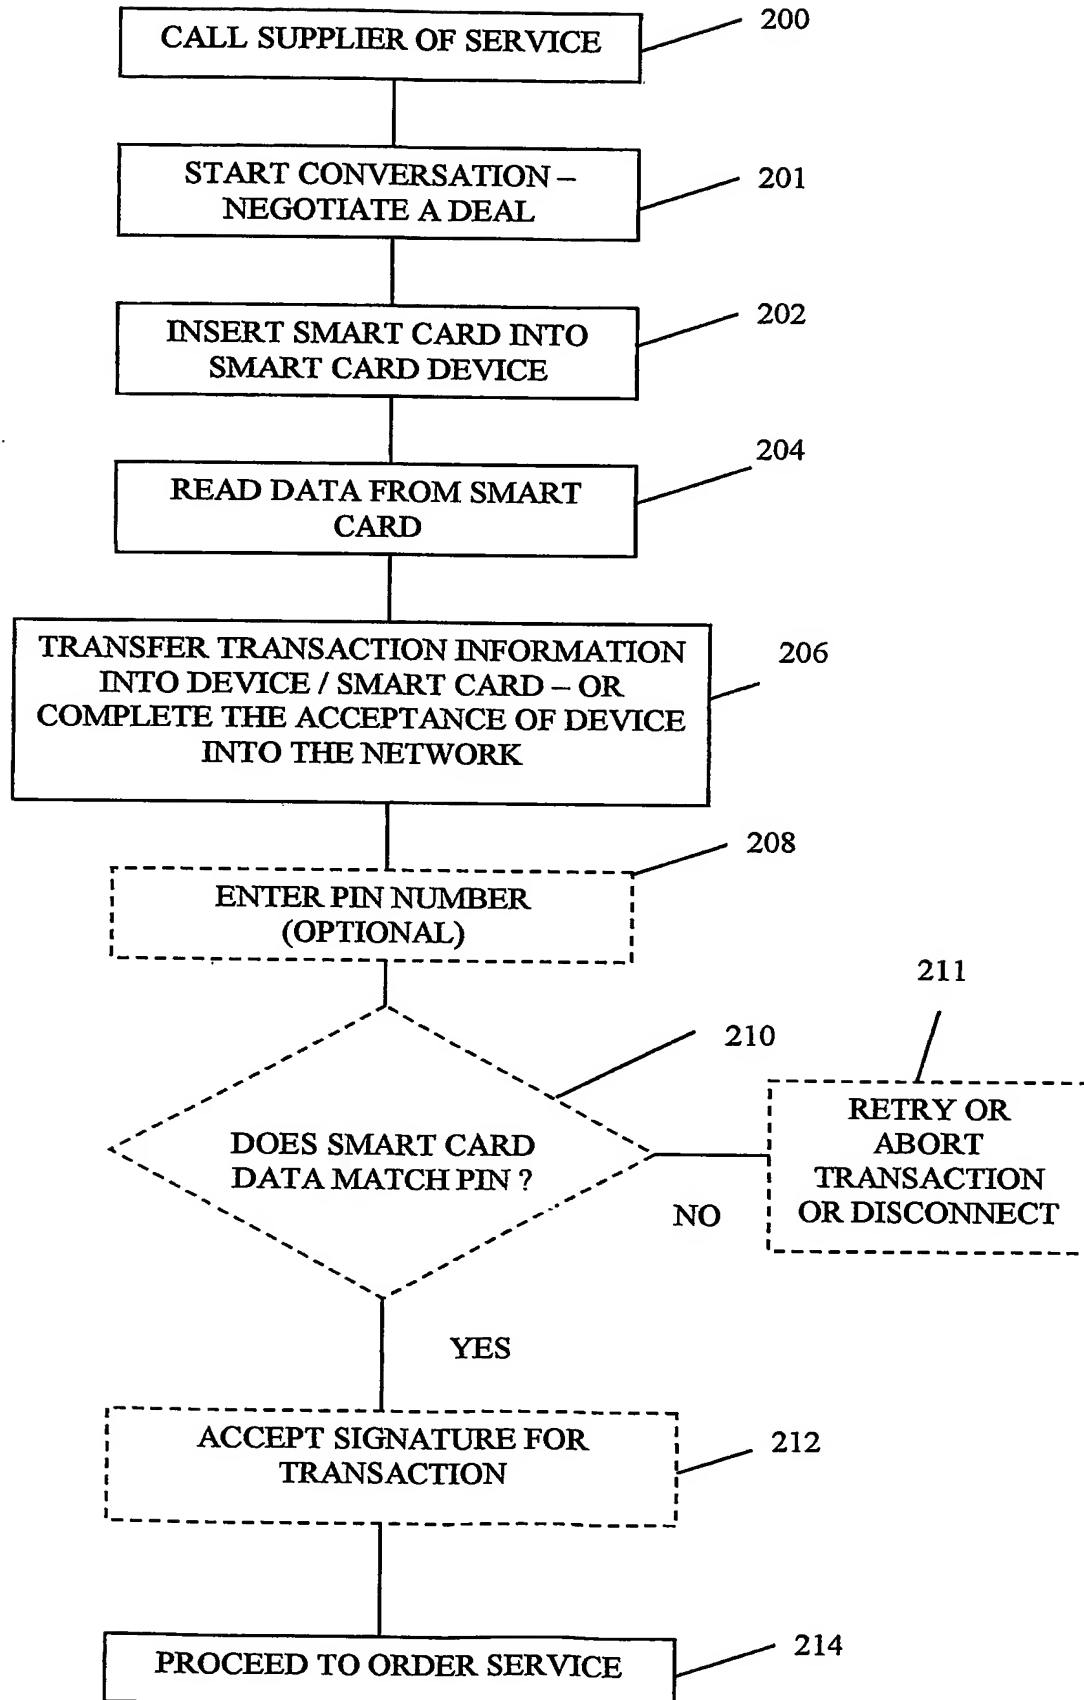 CALL SUPPLIER OF SERVICE
200
START CONVERSATION –
NEGOTIATE A DEAL
201
INSERT SMART CARD INTO
SMART CARD DEVICE
202
READ DATA FROM SMART
CARD
204
TRANSFER TRANSACTION INFORMATION
INTO DEVICE / SMART CARD – OR
COMPLETE THE ACCEPTANCE OF DEVICE
INTO THE NETWORK
206
ENTER PIN NUMBER
(OPTIONAL)
208
DOES SMART CARD
DATA MATCH PIN ?
210
NO
211
RETRY OR
ABORT
TRANSACTION
OR DISCONNECT
YES
ACCEPT SIGNATURE FOR
TRANSACTION
212
PROCEED TO ORDER SERVICE
214